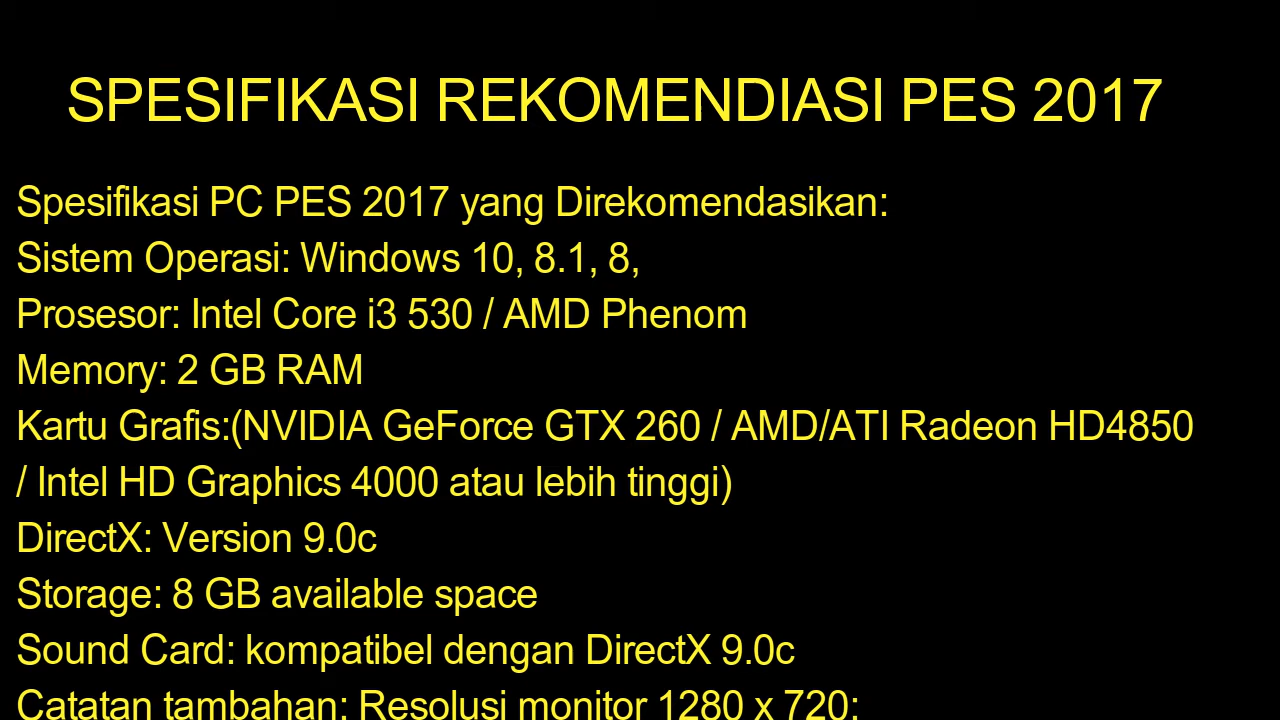 SPESIFIKASI REKOMENDIASI PES 2017
Spesifikasi PC PES 2017 yang Direkomendasikan:
Sistem Operasi: Windows 10, 8.1, 8,
Prosesor: Intel Core i3 530 / AMD Phenom
Memory: 2 GB RAM
Kartu Grafis:(NVIDIA GeForce GTX 260 / AMD/ATI Radeon HD4850
/ Intel HD Graphics 4000 atau lebih tinggi)
DirectX: Version 9.0c
Storage: 8 GB available space
Sound Card: kompatibel dengan DirectX 9.0c
Catatan tambahan: Resolusi monitor 1280 x 720;